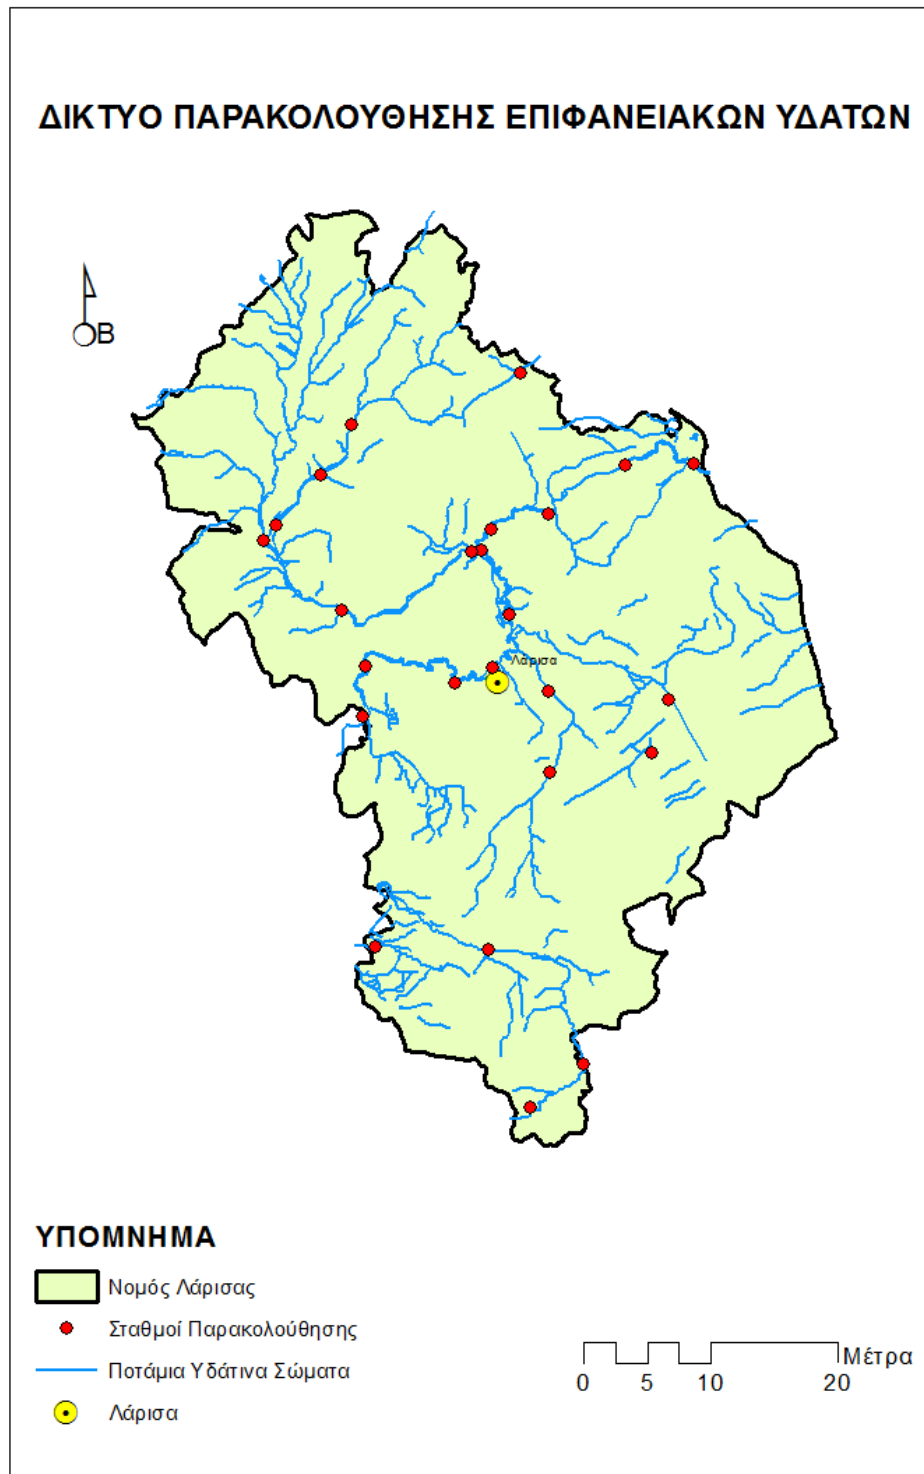 ΔΙΚΤΥΟ ΠΑΡΑΚΟΛΟΥΘΗΣΗΣ ΕΠΙΦΑΝΕΙΑΚΩΝ ΥΔΑΤΩΝ
Β
Λάρισα
ΥΠΟΜΝΗΜΑ
Νομός Λάρισας
Σταθμοί Παρακολούθησης
Ποτάμια Υδάτινα Σώματα
Λάρισα
Μέτρα
0 5 10 20